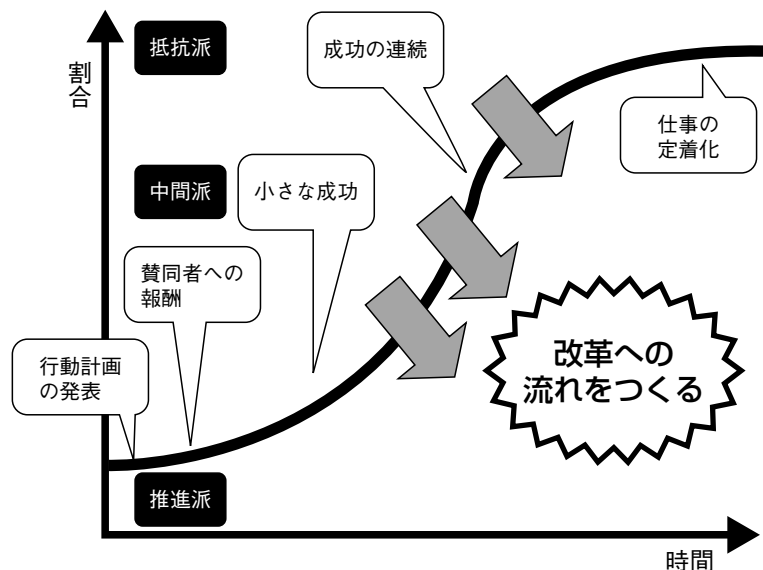 割合
抵抗派
中間派
推進派
行動計画
の発表
賛同者への
報酬
小さな成功
成功の連続
仕事の
定着化
改革への
流れをつくる
時間